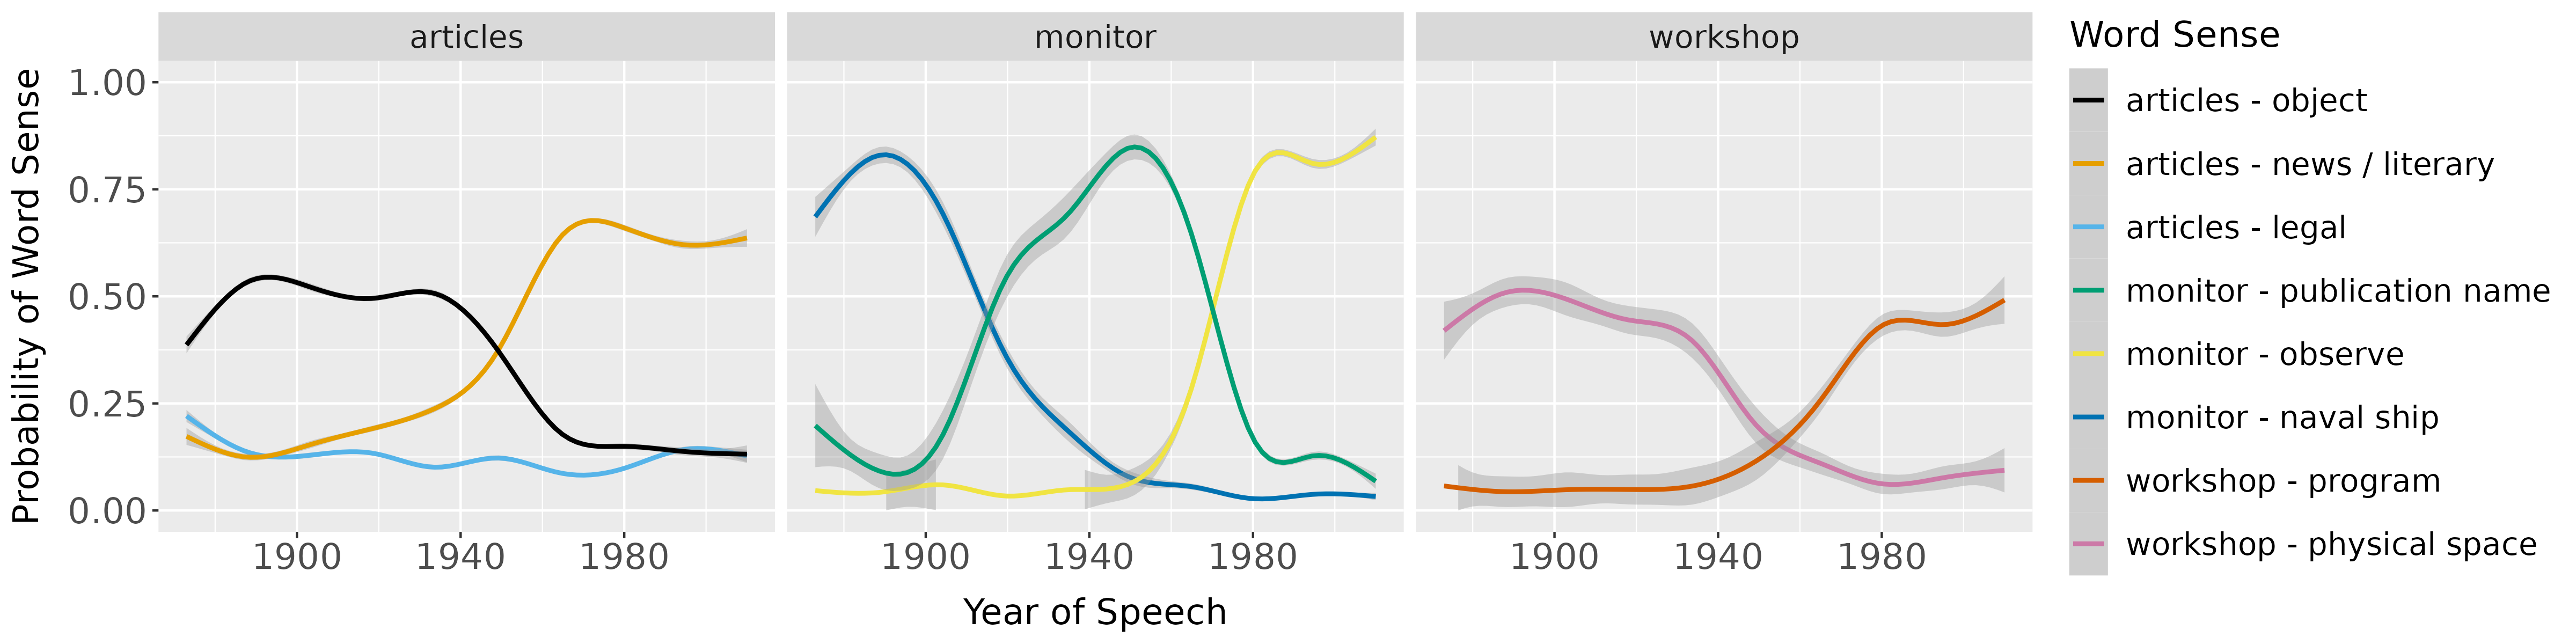 articles
monitor
workshop
Word Sense
1.00
0.75
0.50
0.25
0.00
Probability of Word Sense
1900 1940 1980
1900 1940 1980
1900 1940 1980
Year of Speech
articles - object
articles - news / literary
articles - legal
monitor - publication name
monitor - observe
monitor - naval ship
workshop - program
workshop - physical space